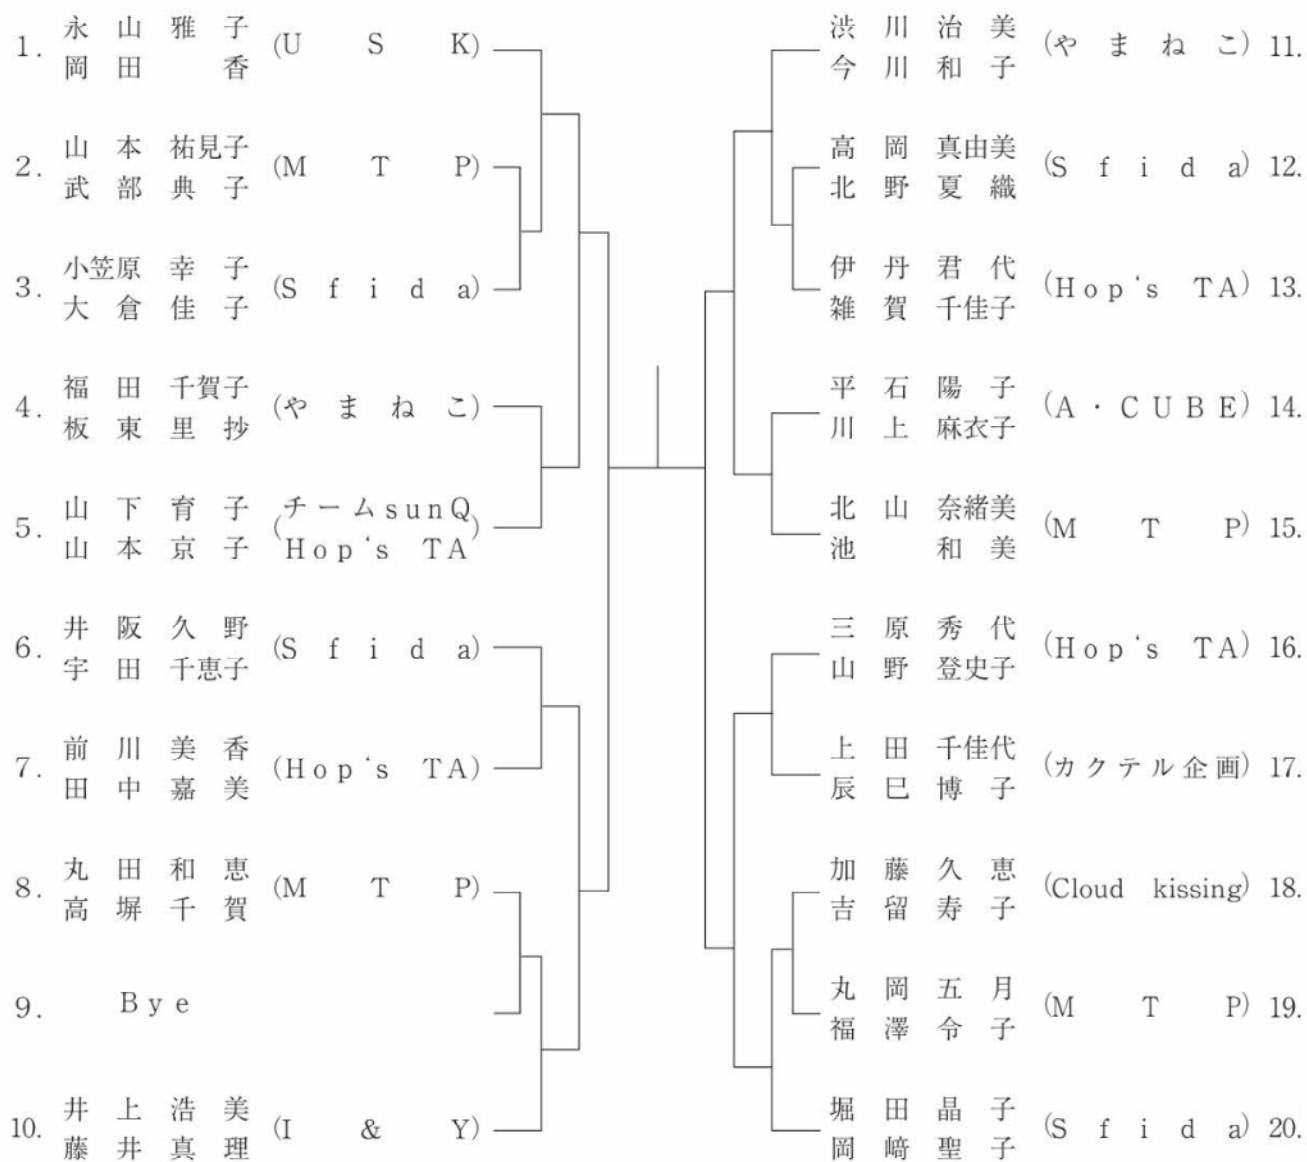 1. 永山雅子 (USK)
岡田香
2. 山本祐見子 (MTP)
武部典子
3. 小笠原幸子 (Sfida)
大倉佳子
4. 福田千賀子 (やまねこ)
板東里抄
5. 山下育子 (チームsunQ
山本京子 Hop‘s TA)
6. 井阪久野 (Sfida)
宇田千恵子
7. 前川美香 (Hop‘s TA)
田中嘉美
8. 丸田和恵 (MTP)
高塀千賀
9. Bye
10. 井上浩美 (I & Y)
藤井真理
渋川治美 (やまねこ) 11.
今川和子
高岡真由美 (Sfida) 12.
北野夏織
伊丹君代 (Hop‘s TA) 13.
雑賀千佳子
平石陽子 (A・CUBE) 14.
川上麻衣子
北山奈緒美 (MTP) 15.
池和美
三原秀代 (Hop‘s TA) 16.
山野登史子
上田千佳代 (カクテル企画) 17.
辰巳博子
加藤久恵 (Cloud kissing) 18.
吉留寿子
丸岡五月 (MTP) 19.
福澤令子
堀田晶子 (Sfida) 20.
岡﨑聖子